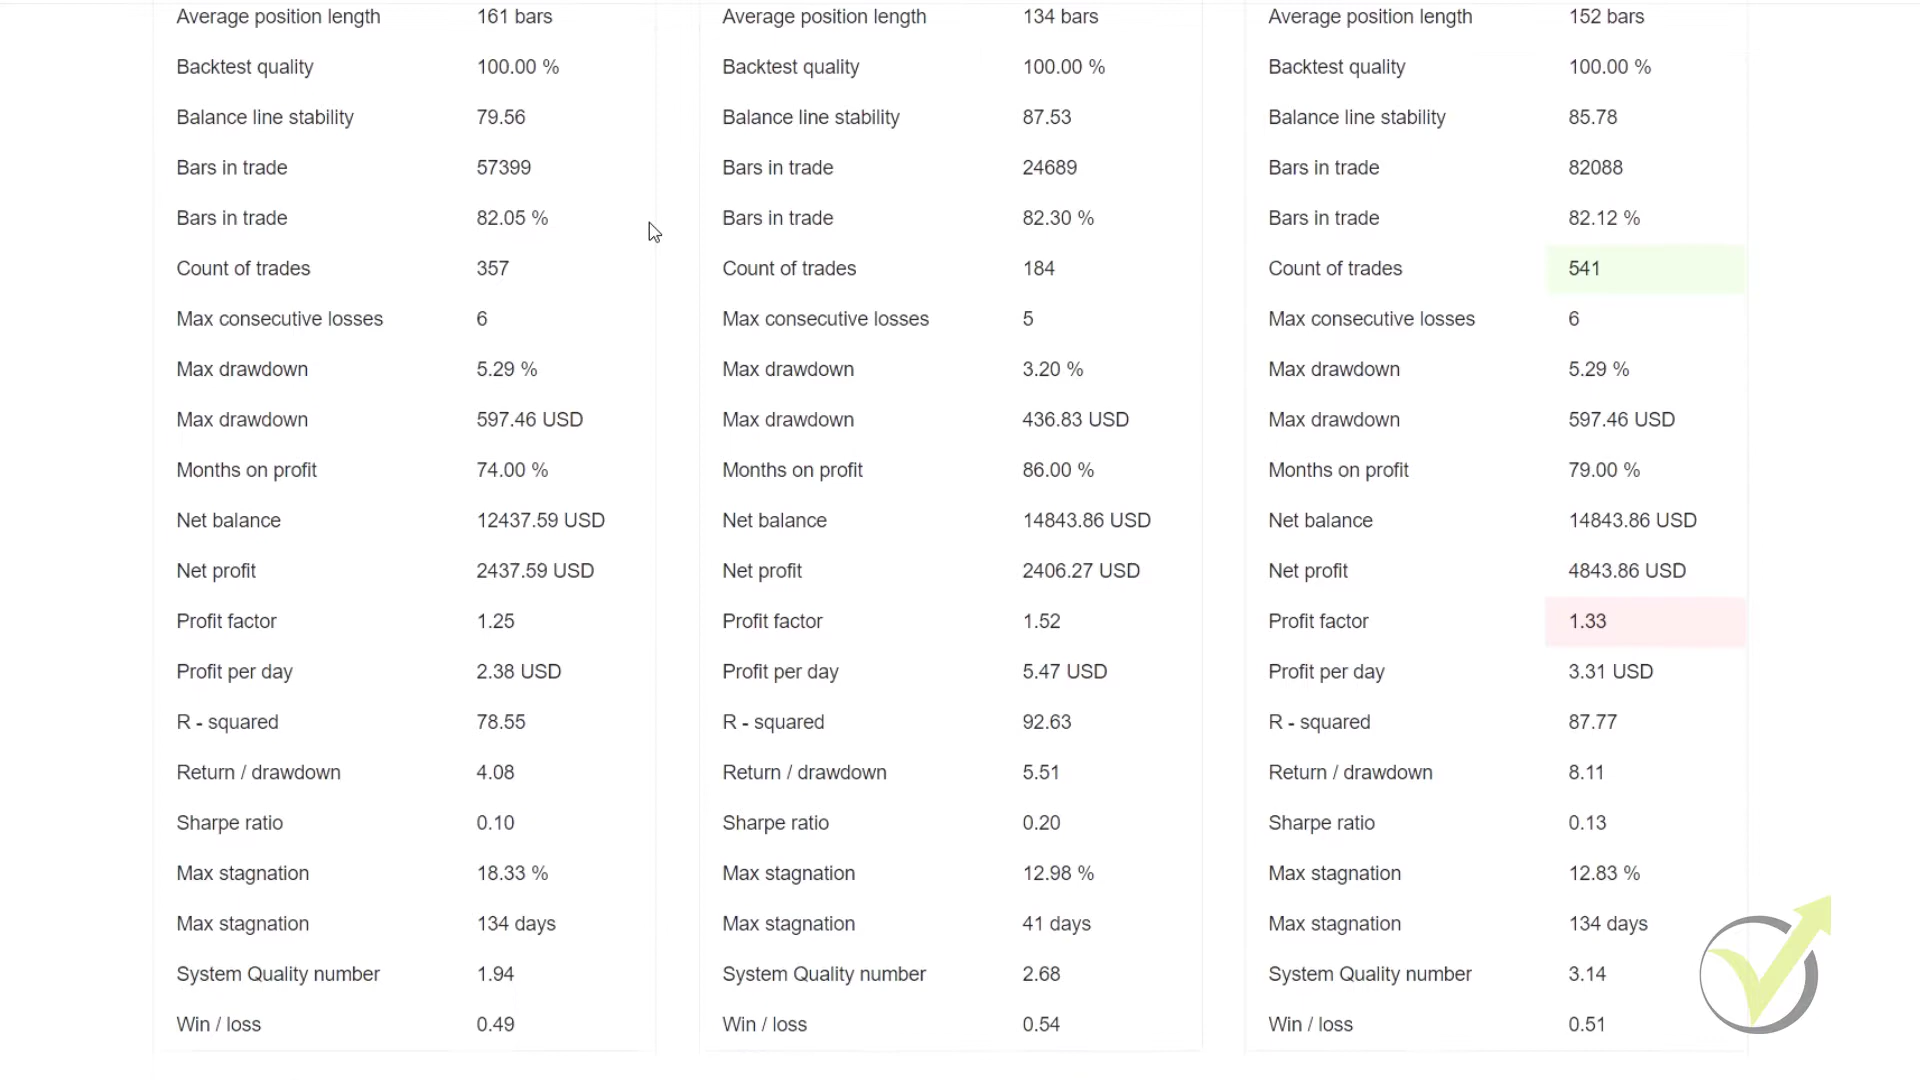 Average position length 161 bars Average position length 134 bars Average position length 152 bars
Backtest quality 100.00 % Backtest quality 100.00 % Backtest quality 100.00 %
Balance line stability 79.56 Balance line stability 87.53 Balance line stability 85.78
Bars in trade 57399 Bars in trade 24689 Bars in trade 82088
Bars in trade 82.05 % Bars in trade 82.30 % Bars in trade 82.12 %
Count of trades 357 Count of trades 184 Count of trades 541
Max consecutive losses 6 Max consecutive losses 5 Max consecutive losses 6
Max drawdown 5.29 % Max drawdown 3.20 % Max drawdown 5.29 %
Max drawdown 597.46 USD Max drawdown 436.83 USD Max drawdown 597.46 USD
Months on profit 74.00 % Months on profit 86.00 % Months on profit 79.00 %
Net balance 12437.59 USD Net balance 14843.86 USD Net balance 14843.86 USD
Net profit 2437.59 USD Net profit 2406.27 USD Net profit 4843.86 USD
Profit factor 1.25 Profit factor 1.52 Profit factor 1.33
Profit per day 2.38 USD Profit per day 5.47 USD Profit per day 3.31 USD
R - squared 78.55 R - squared 92.63 R - squared 87.77
Return / drawdown 4.08 Return / drawdown 5.51 Return / drawdown 8.11
Sharpe ratio 0.10 Sharpe ratio 0.20 Sharpe ratio 0.13
Max stagnation 18.33 % Max stagnation 12.98 % Max stagnation 12.83 %
Max stagnation 134 days Max stagnation 41 days Max stagnation 134 days
System Quality number 1.94 System Quality number 2.68 System Quality number 3.14
Win / loss 0.49 Win / loss 0.54 Win / loss 0.51